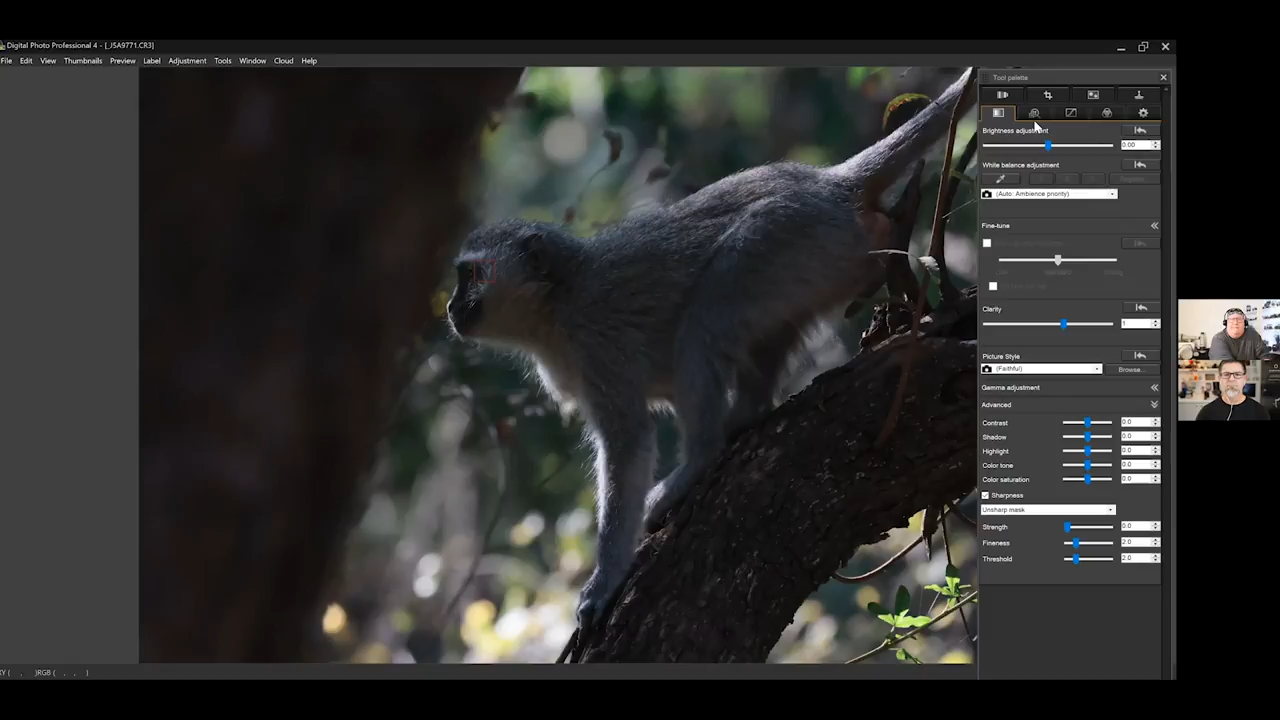 Digital Photo Professional 4 - [_J5A9771.CR3]
File Edit View Thumbnails Preview Label Adjustment Tools Window Cloud Help
Tool palette
Brightness adjustment
0.00
White balance adjustment
(Auto: Ambience priority)
Fine-tune
Clarity
1
Picture Style
(Faithful) Browse...
Gamma adjustment
Advanced
Contrast 0.0
Shadow 0.0
Highlight 0.0
Color tone 0.0
Color saturation 0.0
Sharpness
Unsharp mask
Strength 0.0
Fineness 2.0
Threshold 2.0
XY ( , )RGB ( , , )